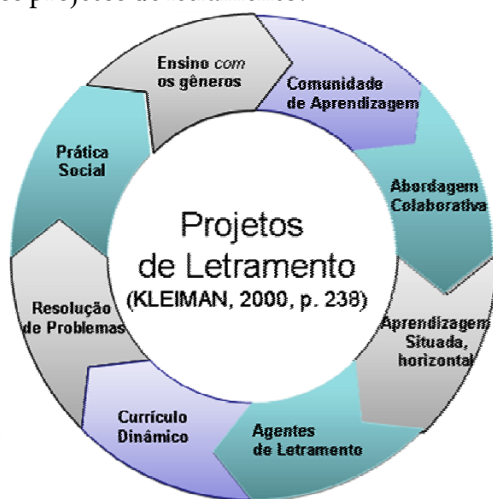 os projetos de letramento.
Ensino com
os gêneros
Comunidade
de Aprendizagem
Abordagem
Colaborativa
Aprendizagem
Situada,
horizontal
Agentes
de Letramento
Currículo
Dinâmico
Resolução
de Problemas
Prática
Social
Projetos
de Letramento
(KLEIMAN, 2000, p. 238)